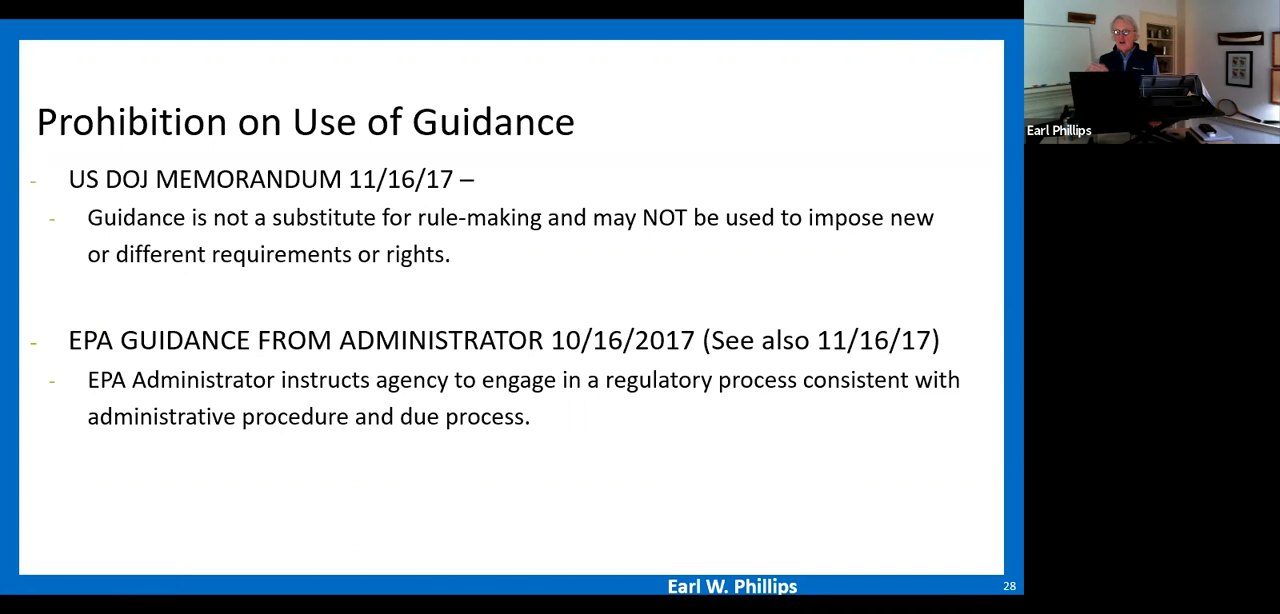 Prohibition on Use of Guidance
- US DOJ MEMORANDUM 11/16/17 –
- Guidance is not a substitute for rule-making and may NOT be used to impose new
or different requirements or rights.
- EPA GUIDANCE FROM ADMINISTRATOR 10/16/2017 (See also 11/16/17)
- EPA Administrator instructs agency to engage in a regulatory process consistent with
administrative procedure and due process.
Earl W. Phillips
28
Earl Phillips